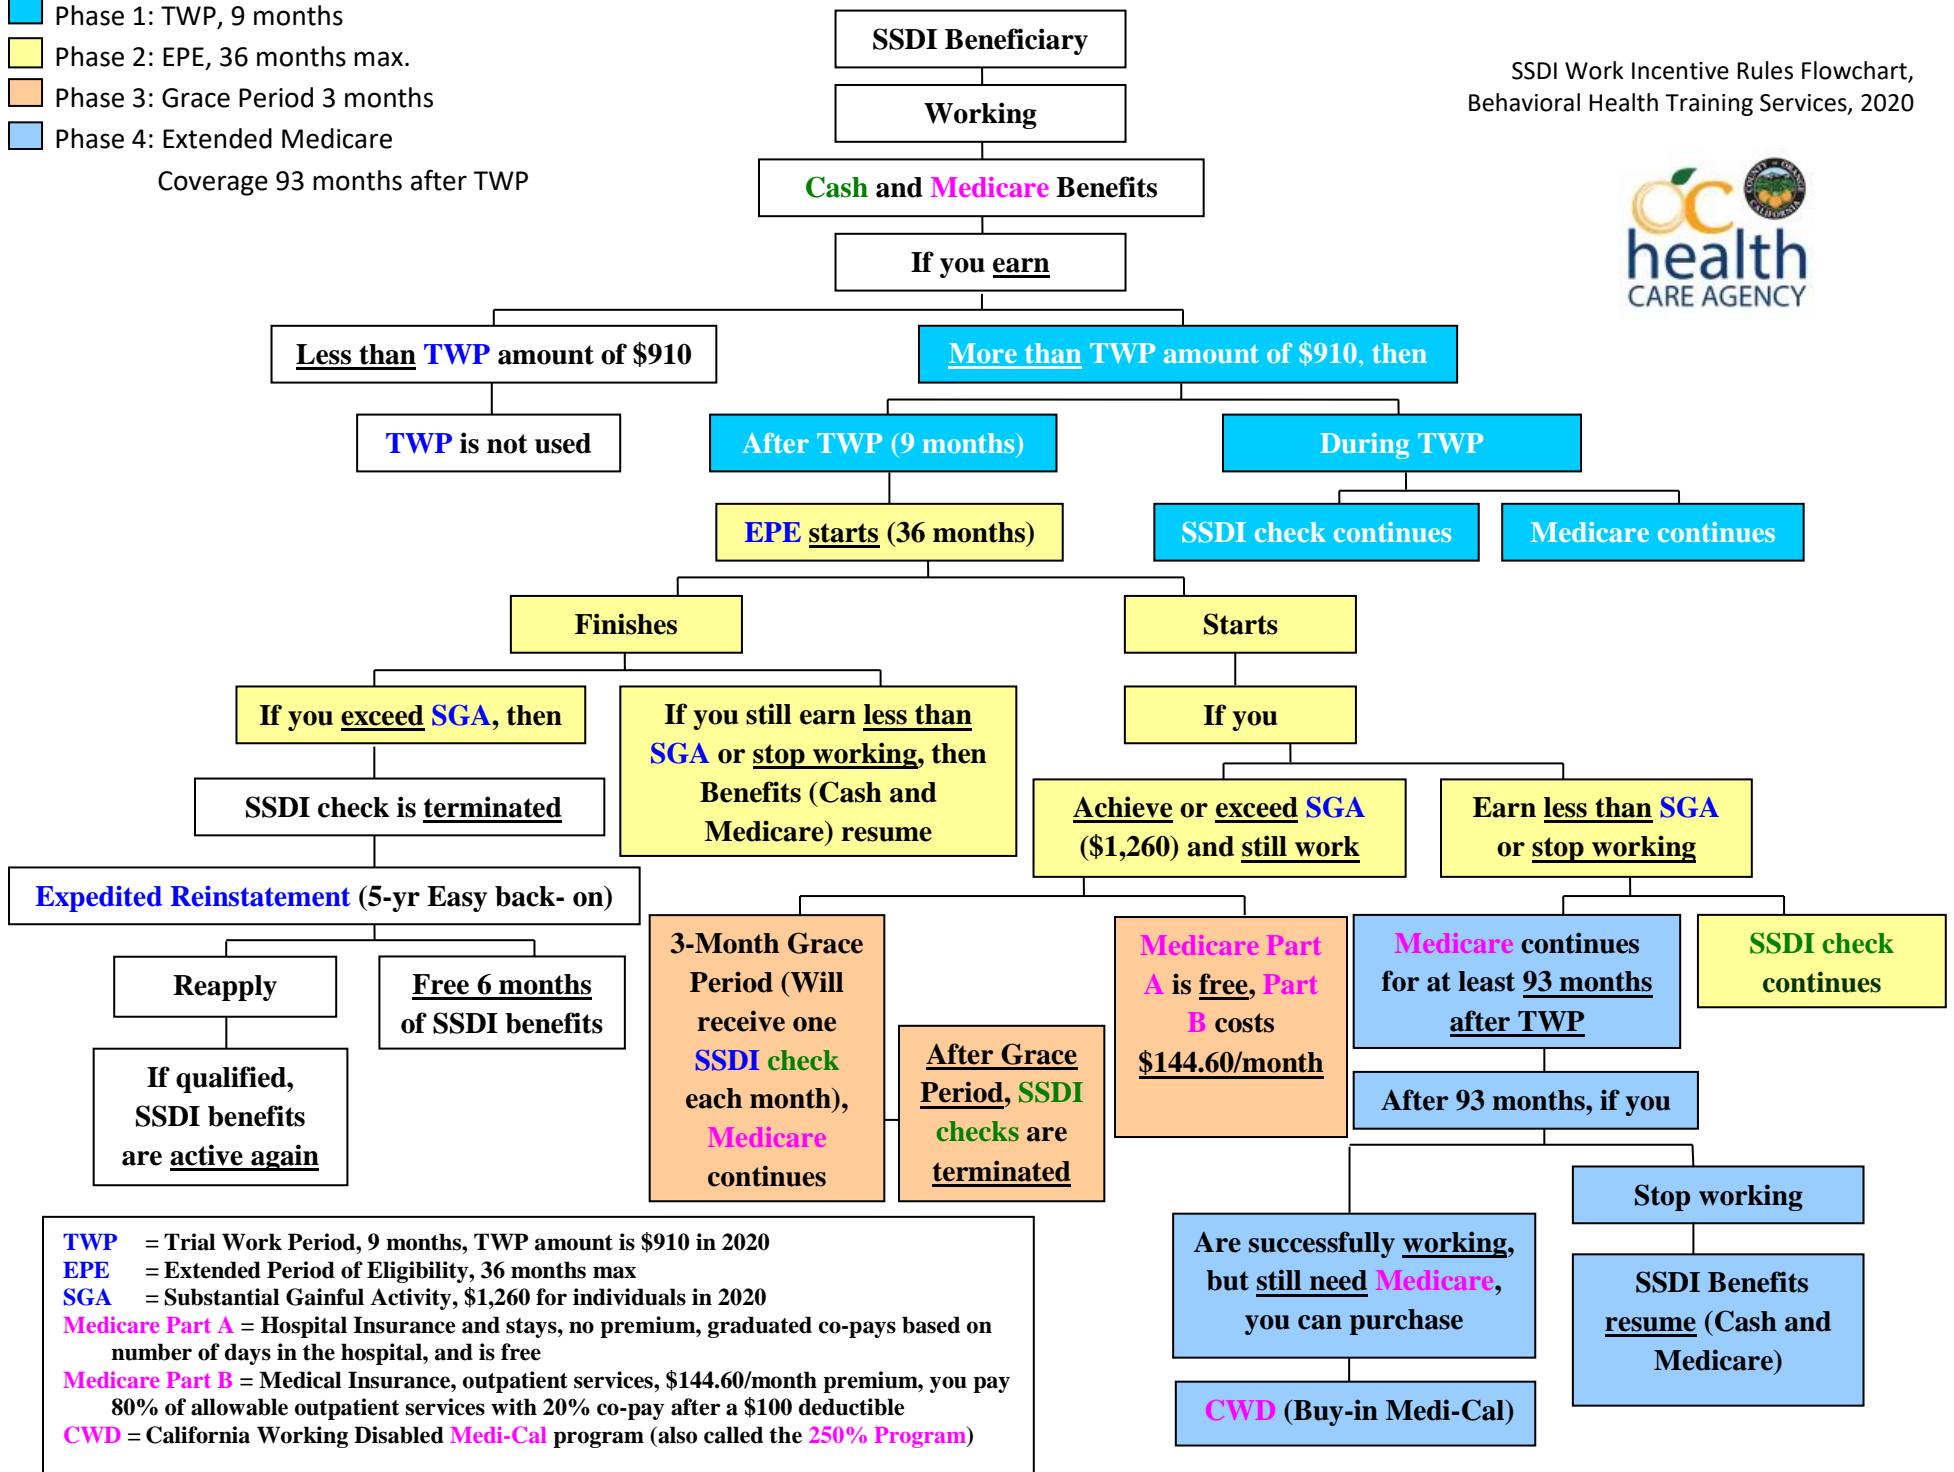 Phase 1: TWP, 9 months
Phase 2: EPE, 36 months max.
Phase 3: Grace Period 3 months
Phase 4: Extended Medicare
Coverage 93 months after TWP
SSDI Work Incentive Rules Flowchart,
Behavioral Health Training Services, 2020
COUNTY OF ORANGE
CALIFORNIA
OC
health
CARE AGENCY
SSDI Beneficiary
Working
Cash and Medicare Benefits
If you earn
Less than TWP amount of $910
More than TWP amount of $910, then
TWP is not used
After TWP (9 months)
During TWP
EPE starts (36 months)
SSDI check continues
Medicare continues
Finishes
Starts
If you exceed SGA, then
If you still earn less than
SGA or stop working, then
Benefits (Cash and
Medicare) resume
If you
SSDI check is terminated
Achieve or exceed SGA
($1,260) and still work
Earn less than SGA
or stop working
Expedited Reinstatement (5-yr Easy back- on)
Reapply
Free 6 months
of SSDI benefits
If qualified,
SSDI benefits
are active again
3-Month Grace
Period (Will
receive one
SSDI check
each month),
Medicare
continues
After Grace
Period, SSDI
checks are
terminated
Medicare Part
A is free, Part
B costs
$144.60/month
Medicare continues
for at least 93 months
after TWP
SSDI check
continues
After 93 months, if you
Are successfully working,
but still need Medicare,
you can purchase
Stop working
SSDI Benefits
resume (Cash and
Medicare)
CWD (Buy-in Medi-Cal)
TWP = Trial Work Period, 9 months, TWP amount is $910 in 2020
EPE = Extended Period of Eligibility, 36 months max
SGA = Substantial Gainful Activity, $1,260 for individuals in 2020
Medicare Part A = Hospital Insurance and stays, no premium, graduated co-pays based on
number of days in the hospital, and is free
Medicare Part B = Medical Insurance, outpatient services, $144.60/month premium, you pay
80% of allowable outpatient services with 20% co-pay after a $100 deductible
CWD = California Working Disabled Medi-Cal program (also called the 250% Program)